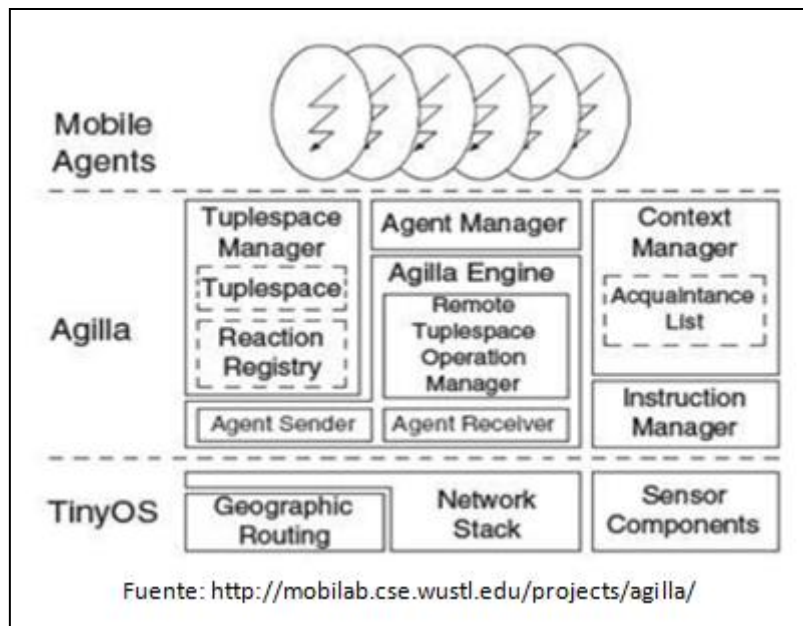 Mobile
Agents
Agilla
Tuplespace
Manager
Tuplespace
Reaction
Registry
Agent Manager
Agilla Engine
Remote
Tuplespace
Operation
Manager
Agent Sender
Agent Receiver
Context
Manager
Acquaintance
List
Instruction
Manager
TinyOS
Geographic
Routing
Network
Stack
Sensor
Components
Fuente: http://mobilab.cse.wustl.edu/projects/agilla/